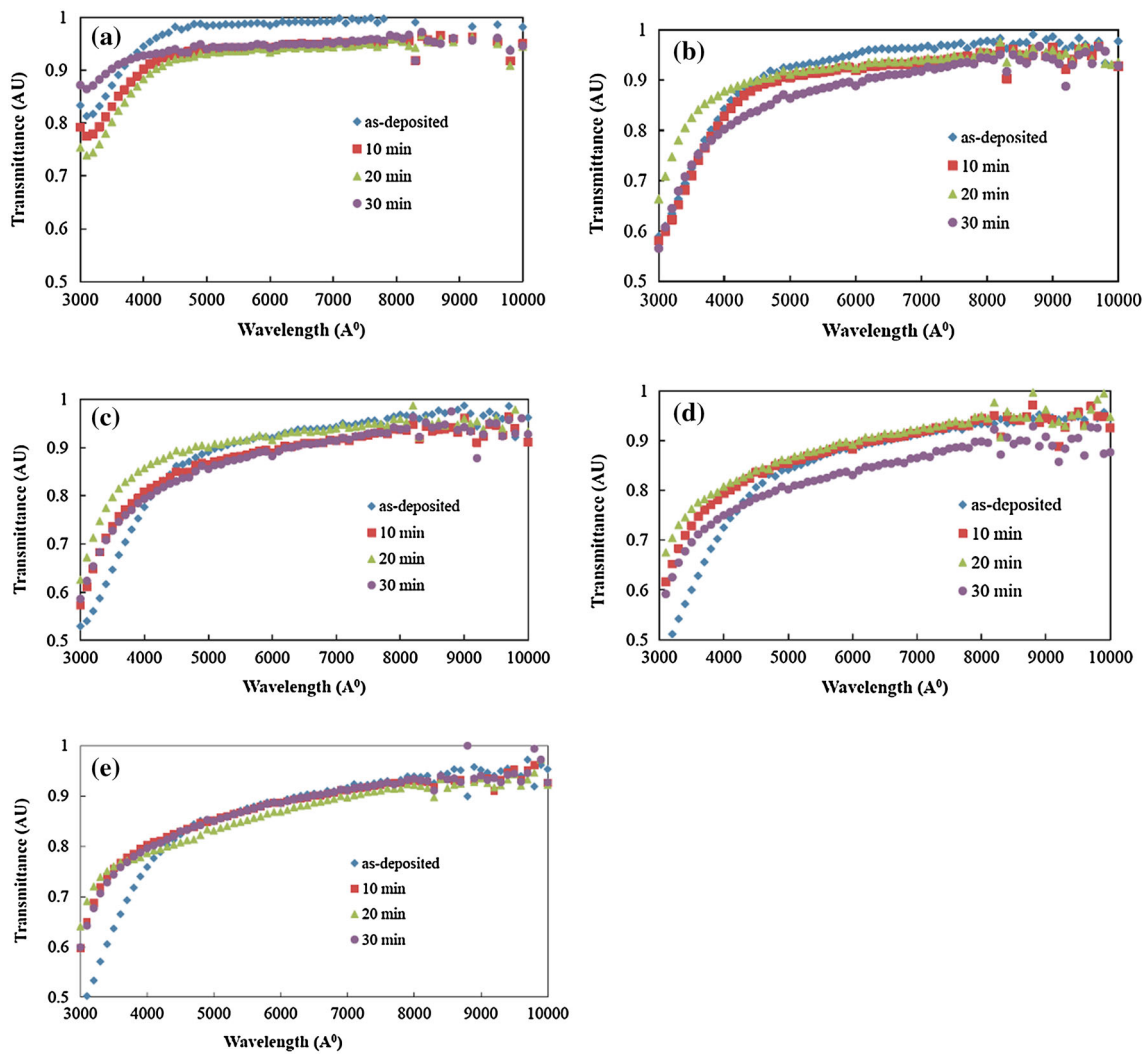 (a)
Transmittance (AU)
1
0.9
0.8
0.7
0.6
0.5
as-deposited
10 min
20 min
30 min
3000 4000 5000 6000 7000 8000 9000 10000
Wavelength (A⁰)
(b)
Transmittance (AU)
1
0.9
0.8
0.7
0.6
0.5
as-deposited
10 min
20 min
30 min
3000 4000 5000 6000 7000 8000 9000 10000
Wavelength (A⁰)
(c)
Transmittance (AU)
1
0.9
0.8
0.7
0.6
0.5
as-deposited
10 min
20 min
30 min
3000 4000 5000 6000 7000 8000 9000 10000
Wavelength (A⁰)
(d)
Transmittance (AU)
1
0.9
0.8
0.7
0.6
0.5
as-deposited
10 min
20 min
30 min
3000 4000 5000 6000 7000 8000 9000 10000
Wavelength (A⁰)
(e)
Transmittance (AU)
1
0.9
0.8
0.7
0.6
0.5
as-deposited
10 min
20 min
30 min
3000 4000 5000 6000 7000 8000 9000 10000
Wavelength (A⁰)